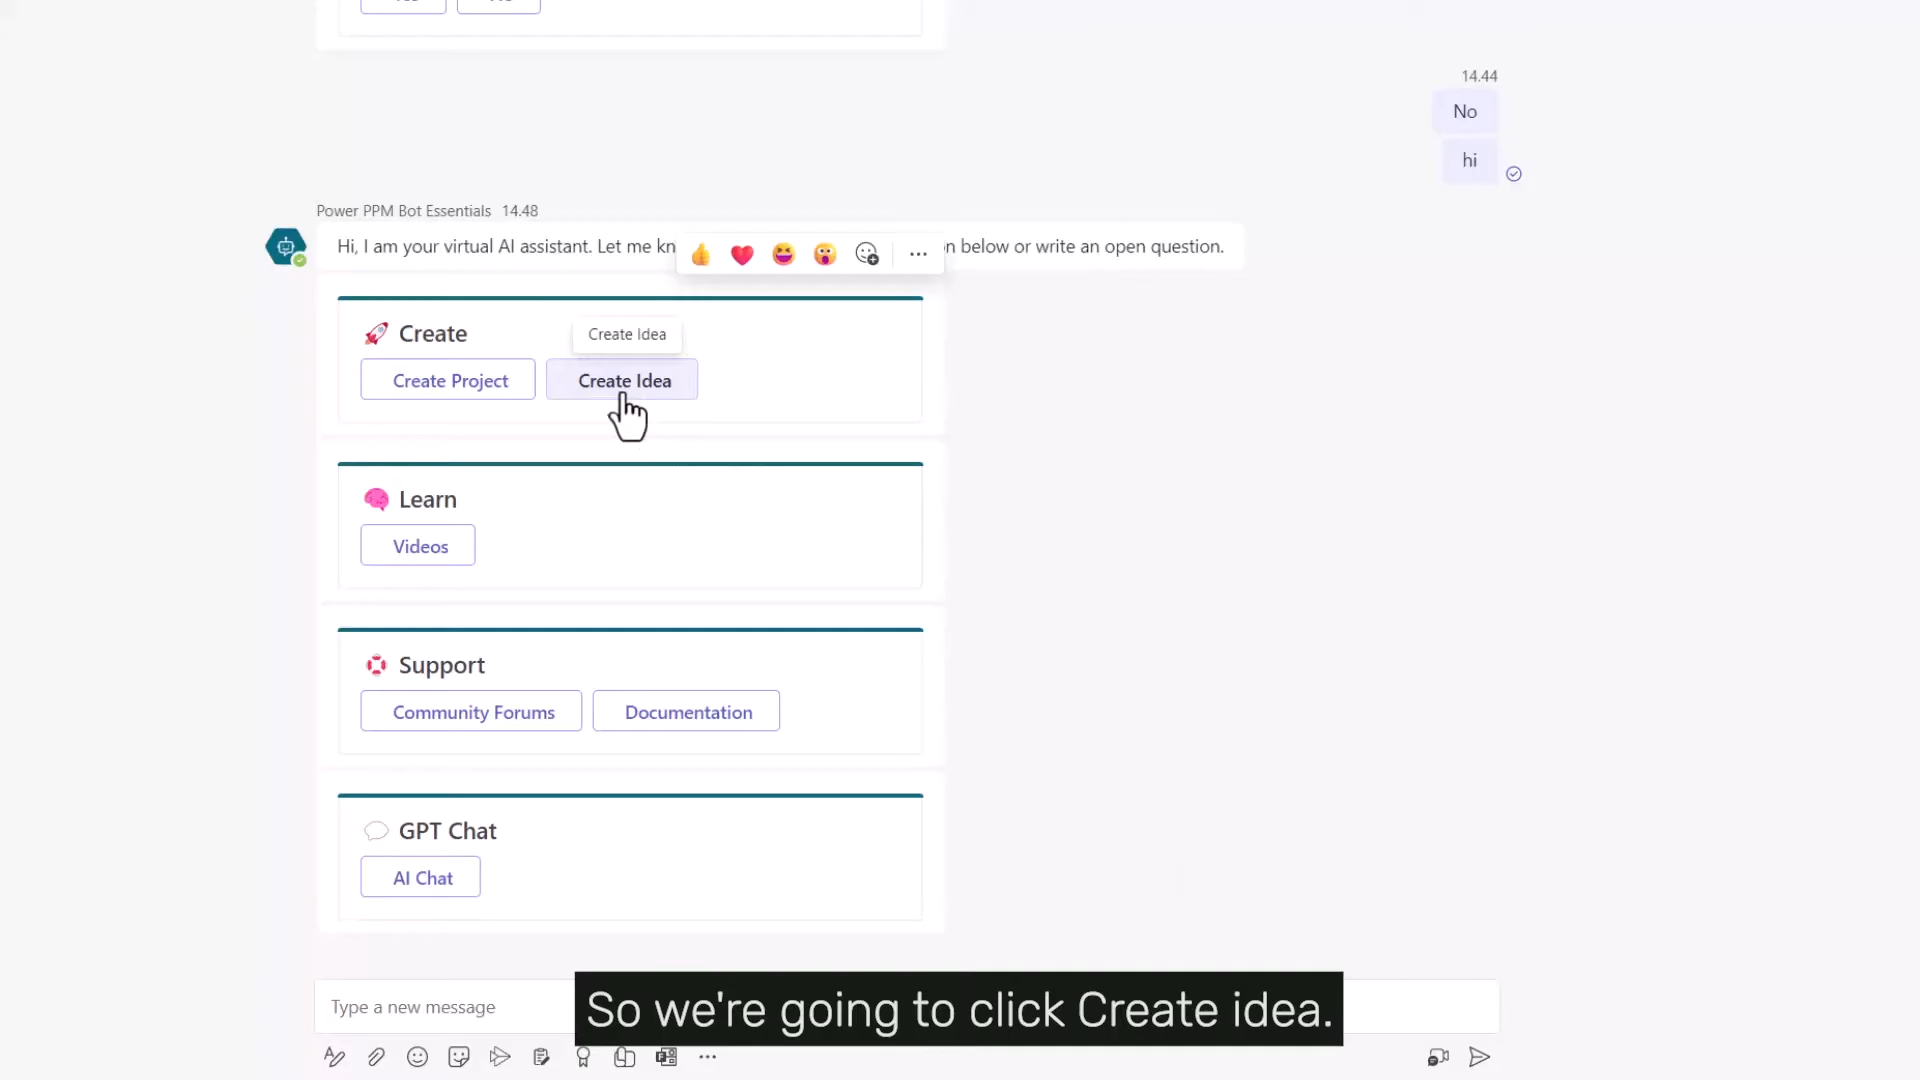 14.44
No
hi
Power PPM Bot Essentials 14.48
Hi, I am your virtual AI assistant. Let me kn n below or write an open question.
Create
Create Idea
Create Project
Create Idea
Learn
Videos
Support
Community Forums
Documentation
GPT Chat
AI Chat
Type a new message
So we're going to click Create idea.